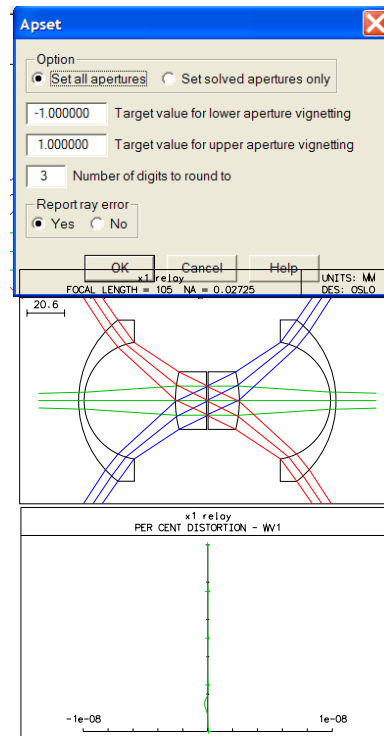 Apset
Option
Set all apertures Set solved apertures only
-1.000000 Target value for lower aperture vignetting
1.000000 Target value for upper aperture vignetting
3 Number of digits to round to
Report ray error
Yes No
OK Cancel Help
x1 relay
FOCAL LENGTH = 105 NA = 0.02725
UNITS: MM
DES: OSLO
20.6
x1 relay
PER CENT DISTORTION - WV1
-1e-08 1e-08